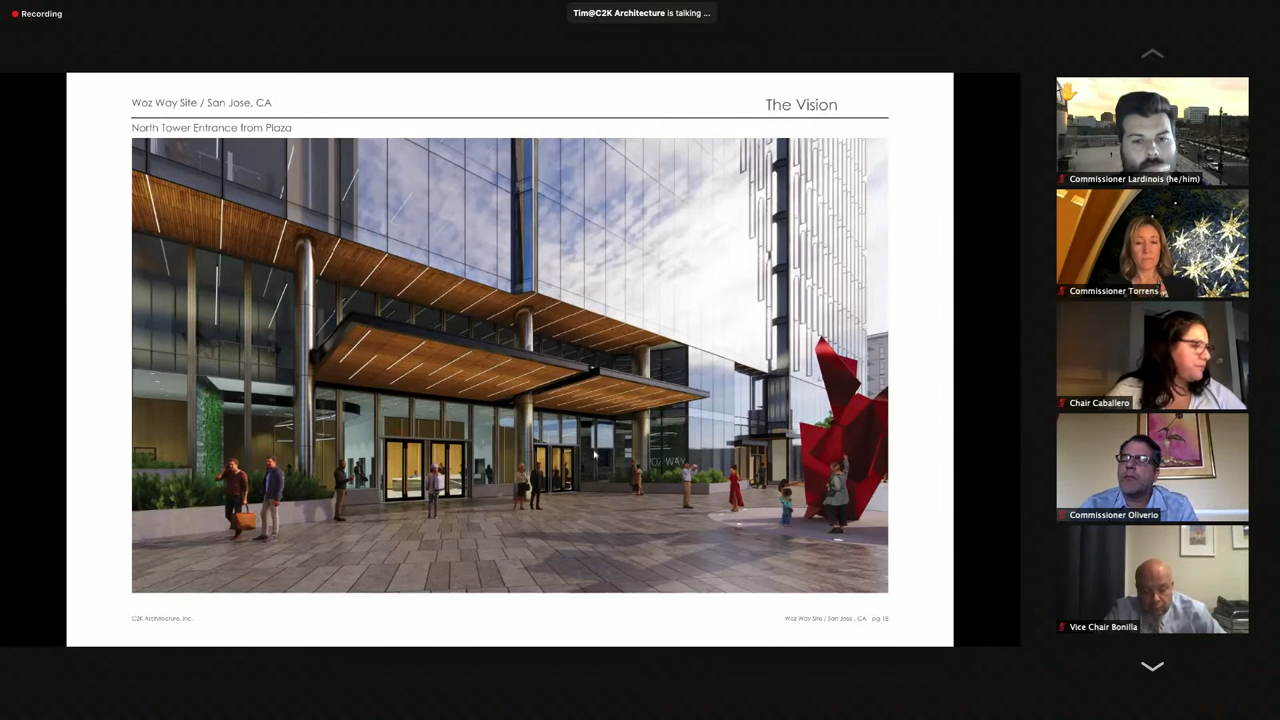 Recording
Tim@C2K Architecture is talking ...
Woz Way Site / San Jose, CA
The Vision
North Tower Entrance from Plaza
WOZ WAY
C2K Architecture, Inc.
Woz Way Site / San Jose , CA pg.18
Commissioner Lardinois (he/him)
Commissioner Torrens
Chair Caballero
Commissioner Oliverio
Vice Chair Bonilla